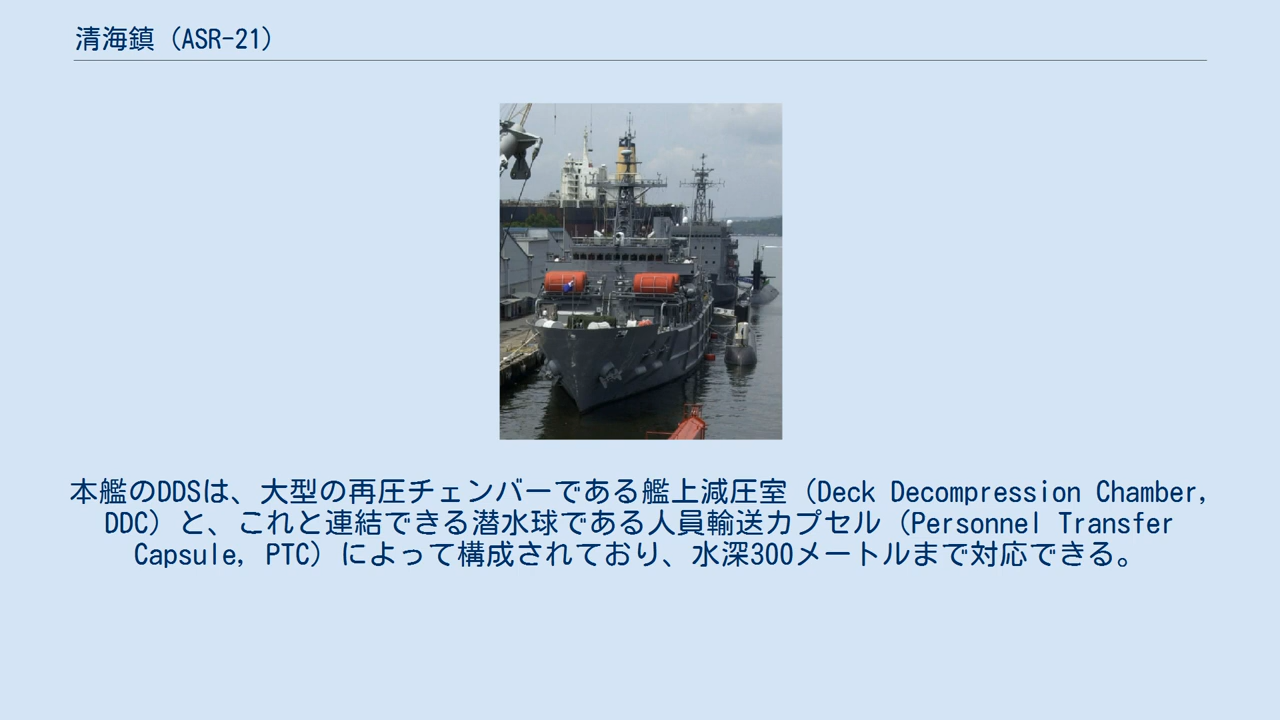 清海鎮（ASR-21）
本艦のDDSは、大型の再圧チェンバーである艦上減圧室（Deck Decompression Chamber,
DDC）と、これと連結できる潜水球である人員輸送カプセル（Personnel Transfer
Capsule, PTC）によって構成されており、水深300メートルまで対応できる。